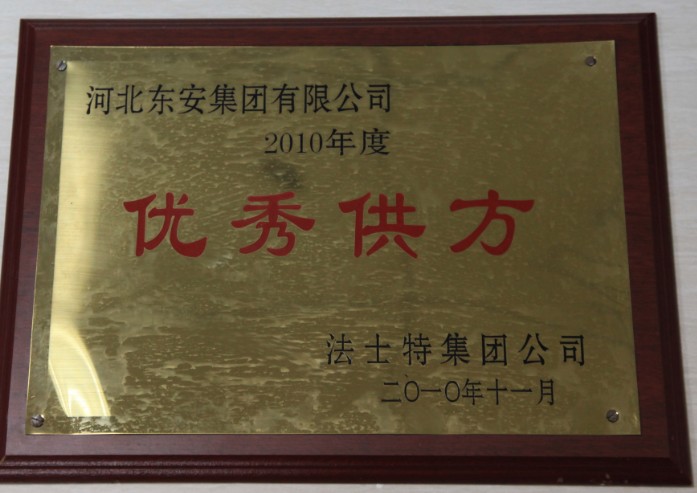 河北东安集团有限公司
2010年度
优秀供方
法士特集团公司
二〇一〇年十一月